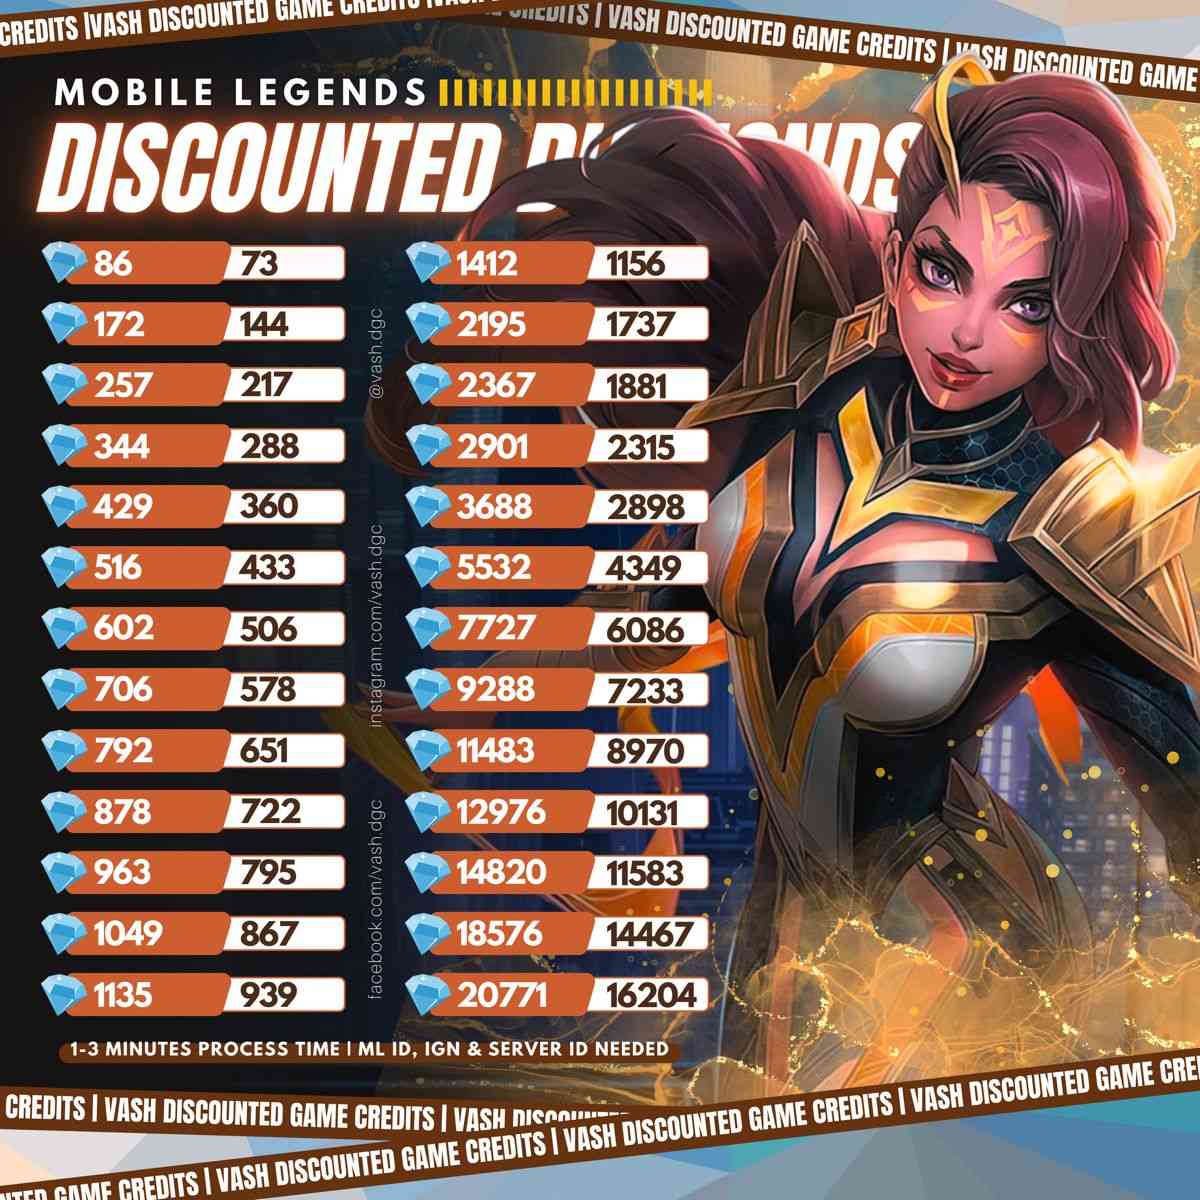 CREDITS |VASH DISCOUNTED GAME CREDITS |VASH
CREDITS | VASH DISCOUNTED GAME CREDITS | VASH DISCOUNTED GAME
MOBILE LEGENDS
DISCOUNTED
86 73
172 144
257 217
344 288
429 360
516 433
602 506
706 578
792 651
878 722
963 795
1049 867
1135 939
@vash.dgc
instagram.com/vash.dgc
facebook.com/vash.dgc
1412 1156
2195 1737
2367 1881
2901 2315
3688 2898
5532 4349
7727 6086
9288 7233
11483 8970
12976 10131
14820 11583
18576 14467
20771 16204
1-3 MINUTES PROCESS TIME | ML ID, IGN & SERVER ID NEEDED
CREDITS | VASH DISCOUNTED GAME CREDITS | VASH DISCOUNTED
GAME CREDITS | VASH DISCOUNTED GAME CREDITS | VASH DISCOUNTED GAME CREDITS | VASH DISCOUNTED GAME